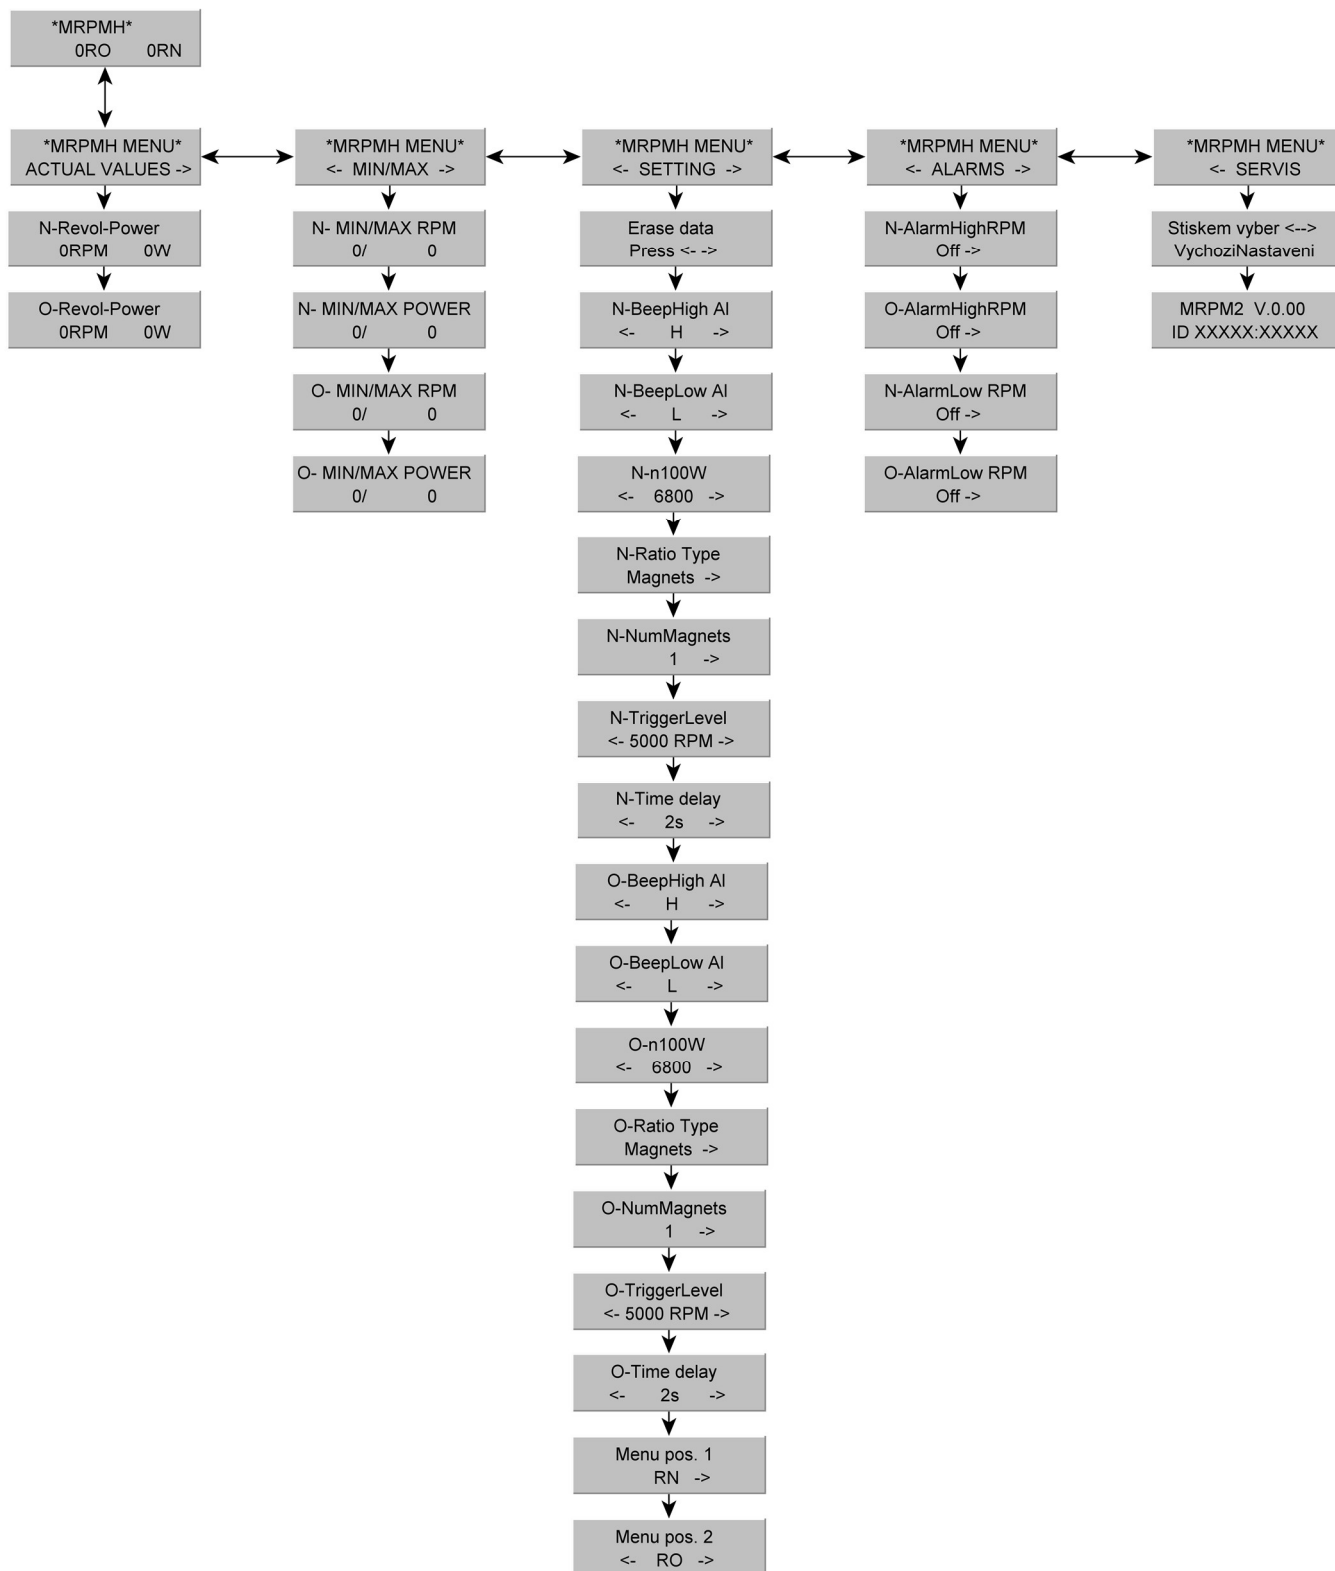 *MRPMH*
0RO 0RN
*MRPMH MENU*
ACTUAL VALUES ->
N-Revol-Power
0RPM 0W
O-Revol-Power
0RPM 0W
*MRPMH MENU*
<- MIN/MAX ->
N- MIN/MAX RPM
0/ 0
N- MIN/MAX POWER
0/ 0
O- MIN/MAX RPM
0/ 0
O- MIN/MAX POWER
0/ 0
*MRPMH MENU*
<- SETTING ->
Erase data
Press <- ->
N-BeepHigh Al
<- H ->
N-BeepLow Al
<- L ->
N-n100W
<- 6800 ->
N-Ratio Type
Magnets ->
N-NumMagnets
1 ->
N-TriggerLevel
<- 5000 RPM ->
N-Time delay
<- 2s ->
O-BeepHigh Al
<- H ->
O-BeepLow Al
<- L ->
O-n100W
<- 6800 ->
O-Ratio Type
Magnets ->
O-NumMagnets
1 ->
O-TriggerLevel
<- 5000 RPM ->
O-Time delay
<- 2s ->
Menu pos. 1
RN ->
Menu pos. 2
<- RO ->
*MRPMH MENU*
<- ALARMS ->
N-AlarmHighRPM
Off ->
O-AlarmHighRPM
Off ->
N-AlarmLow RPM
Off ->
O-AlarmLow RPM
Off ->
*MRPMH MENU*
<- SERVIS
Stiskem vyber <-->
VychoziNastaveni
MRPM2 V.0.00
ID XXXXX:XXXXX